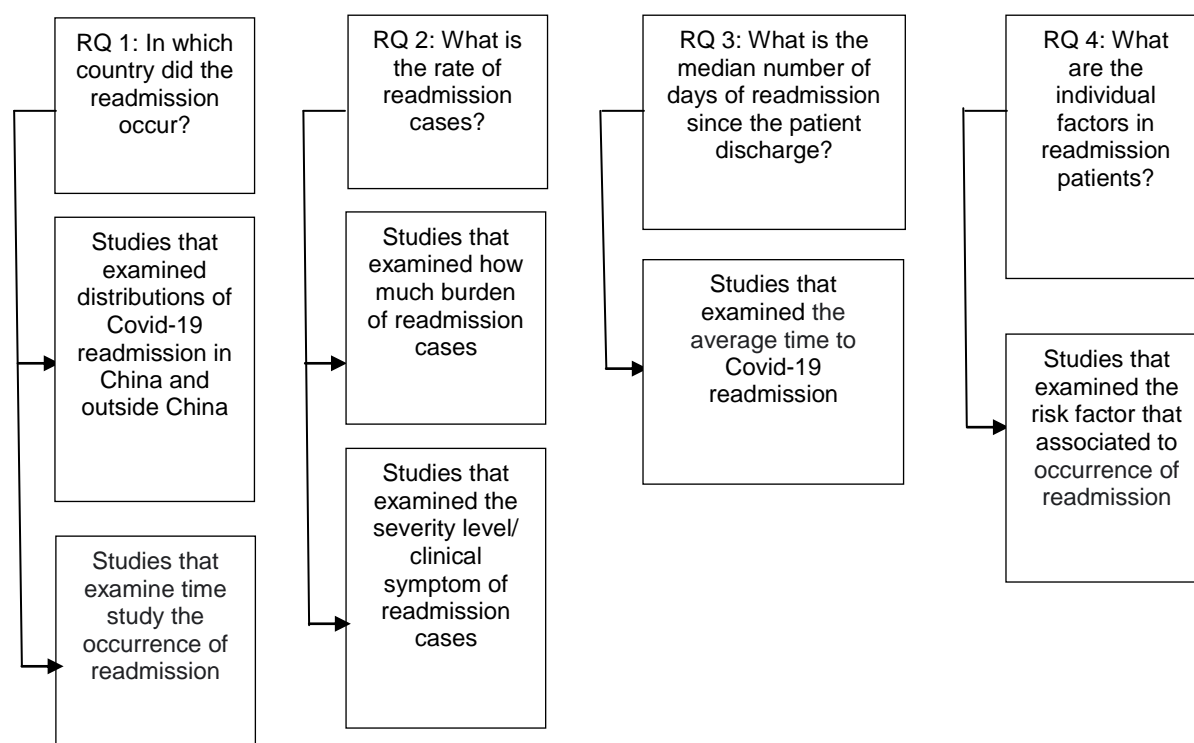 RQ 1: In which
country did the
readmission
occur?
Studies that
examined
distributions of
Covid-19
readmission in
China and
outside China
Studies that
examine time
study the
occurrence of
readmission
RQ 2: What is
the rate of
readmission
cases?
Studies that
examined how
much burden
of readmission
cases
Studies that
examined the
severity level/
clinical
symptom of
readmission
cases
RQ 3: What is the
median number of
days of readmission
since the patient
discharge?
Studies that
examined the
average time to
Covid-19
readmission
RQ 4: What
are the
individual
factors in
readmission
patients?
Studies that
examined the
risk factor that
associated to
occurrence of
readmission